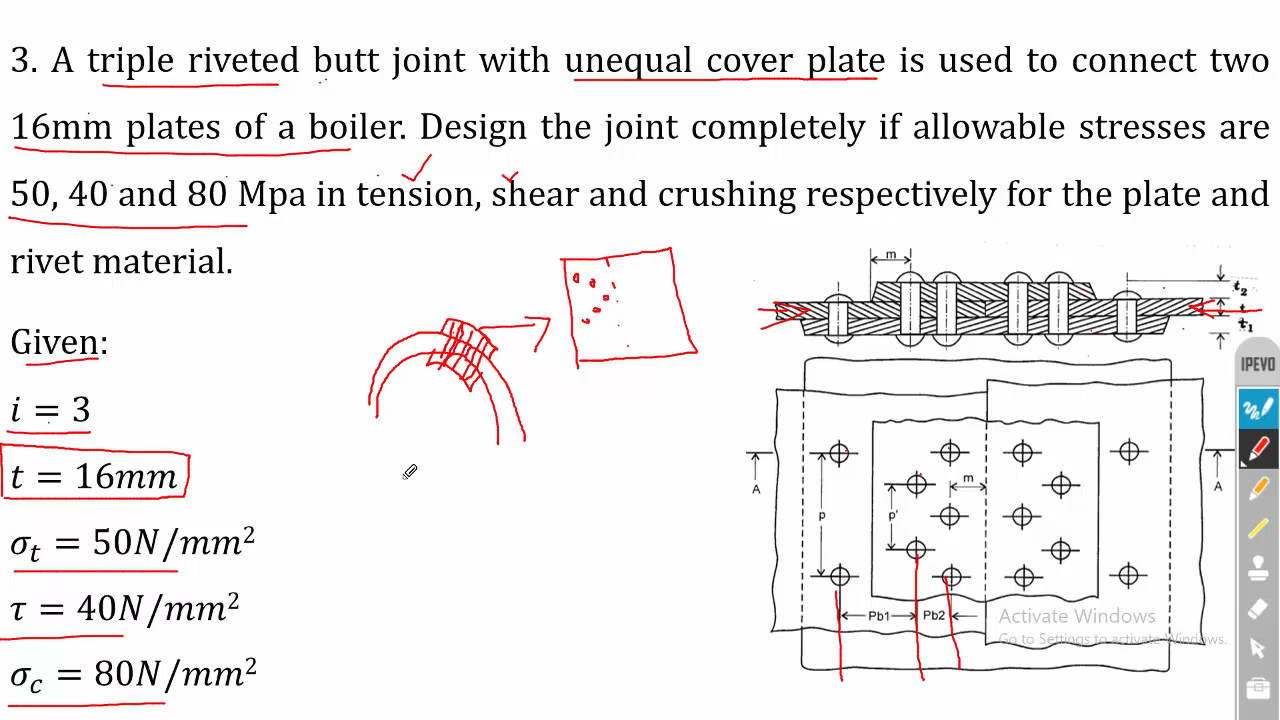 3. A triple riveted butt joint with unequal cover plate is used to connect two
16mm plates of a boiler. Design the joint completely if allowable stresses are
50, 40 and 80 Mpa in tension, shear and crushing respectively for the plate and
rivet material.
Given:
i = 3
t = 16mm
σt = 50N/mm²
τ = 40N/mm²
σc = 80N/mm²
m
t₂
t
t₁
IPEVO
A
A
m
p
p'
Pb1
Pb2
Activate Windows
Go to Settings to activate Windows.